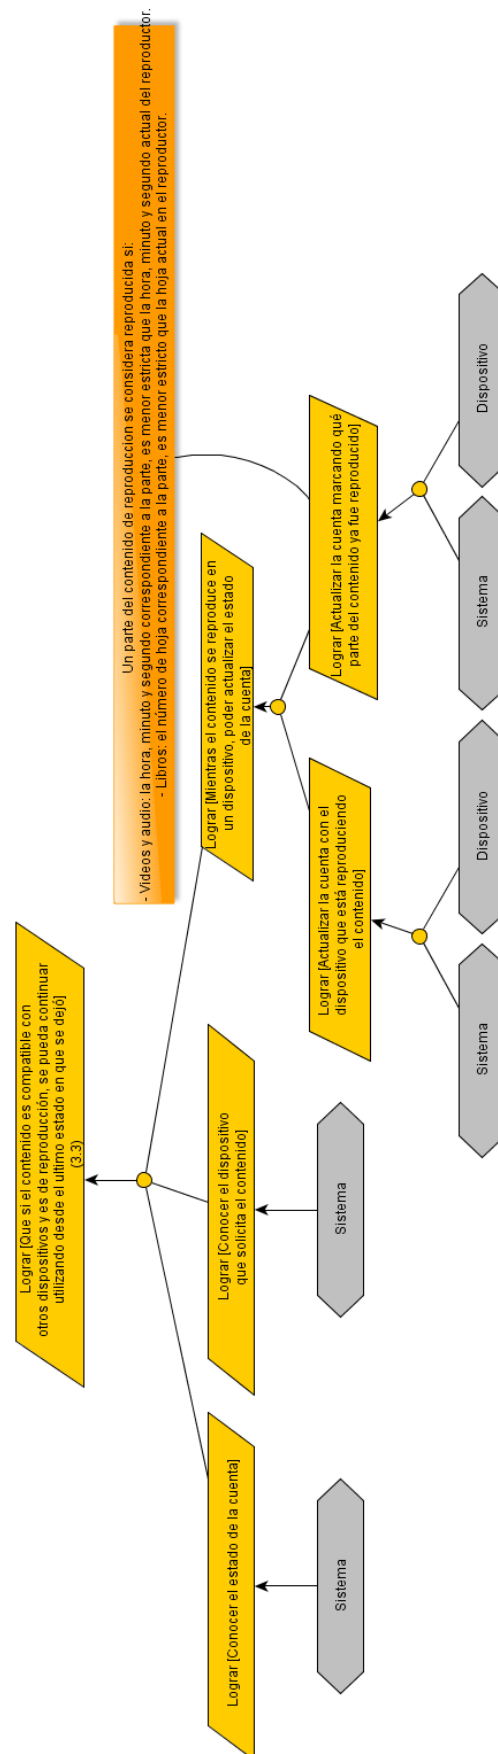 Un parte del contenido de reproduccion se considera reproducida si:
- Videos y audio: la hora, minuto y segundo correspondiente a la parte, es menor estricta que la hora, minuto y segundo actual del reproductor.
- Libros: el número de hoja correspondiente a la parte, es menor estricto que la hoja actual en el reproductor.
Lograr [Que si el contenido es compatible con
otros dispositivos y es de reproducción, se pueda continuar
utilizando desde el ultimo estado en que se dejó]
(3.3)
Lograr [Conocer el estado de la cuenta]
Lograr [Conocer el dispositivo
que solicita el contenido]
Lograr [Mientras el contenido se reproduce en
un dispositivo, poder actualizar el estado
de la cuenta]
Sistema
Sistema
Lograr [Actualizar la cuenta con el
dispositivo que está reproduciendo
el contenido]
Lograr [Actualizar la cuenta marcando qué
parte del contenido ya fue reproducido]
Sistema
Dispositivo
Sistema
Dispositivo